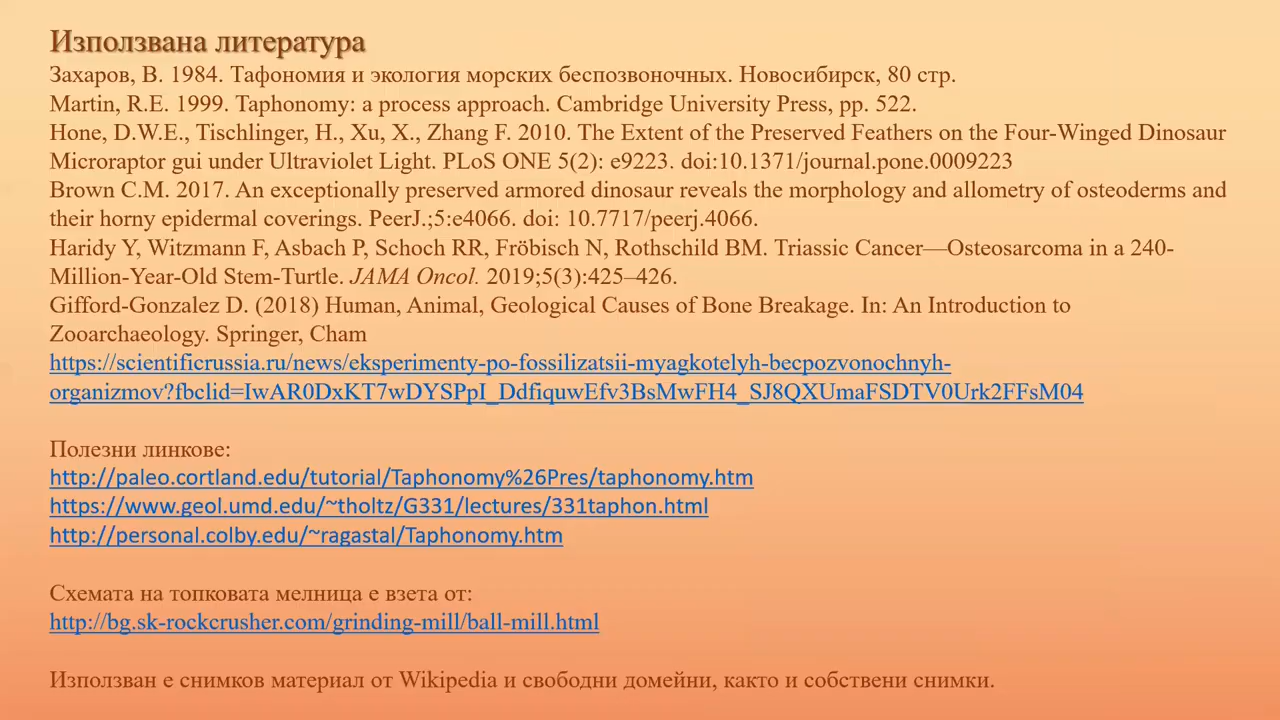 Използвана литература
Захаров, В. 1984. Тафономия и экология морских беспозвоночных. Новосибирск, 80 стр.
Martin, R.E. 1999. Taphonomy: a process approach. Cambridge University Press, pp. 522.
Hone, D.W.E., Tischlinger, H., Xu, X., Zhang F. 2010. The Extent of the Preserved Feathers on the Four-Winged Dinosaur
Microraptor gui under Ultraviolet Light. PLoS ONE 5(2): e9223. doi:10.1371/journal.pone.0009223
Brown C.M. 2017. An exceptionally preserved armored dinosaur reveals the morphology and allometry of osteoderms and
their horny epidermal coverings. PeerJ.;5:e4066. doi: 10.7717/peerj.4066.
Haridy Y, Witzmann F, Asbach P, Schoch RR, Fröbisch N, Rothschild BM. Triassic Cancer—Osteosarcoma in a 240-
Million-Year-Old Stem-Turtle. JAMA Oncol. 2019;5(3):425–426.
Gifford-Gonzalez D. (2018) Human, Animal, Geological Causes of Bone Breakage. In: An Introduction to
Zooarchaeology. Springer, Cham
https://scientificrussia.ru/news/eksperimenty-po-fossilizatsii-myagkotelyh-becpozvonochnyh-
organizmov?fbclid=IwAR0DxKT7wDYSPpI_DdfiquwEfv3BsMwFH4_SJ8QXUmaFSDTV0Urk2FFsM04
Полезни линкове:
http://paleo.cortland.edu/tutorial/Taphonomy%26Pres/taphonomy.htm
https://www.geol.umd.edu/~tholtz/G331/lectures/331taphon.html
http://personal.colby.edu/~ragastal/Taphonomy.htm
Схемата на топковата мелница е взета от:
http://bg.sk-rockcrusher.com/grinding-mill/ball-mill.html
Използван е снимков материал от Wikipedia и свободни домейни, както и собствени снимки.